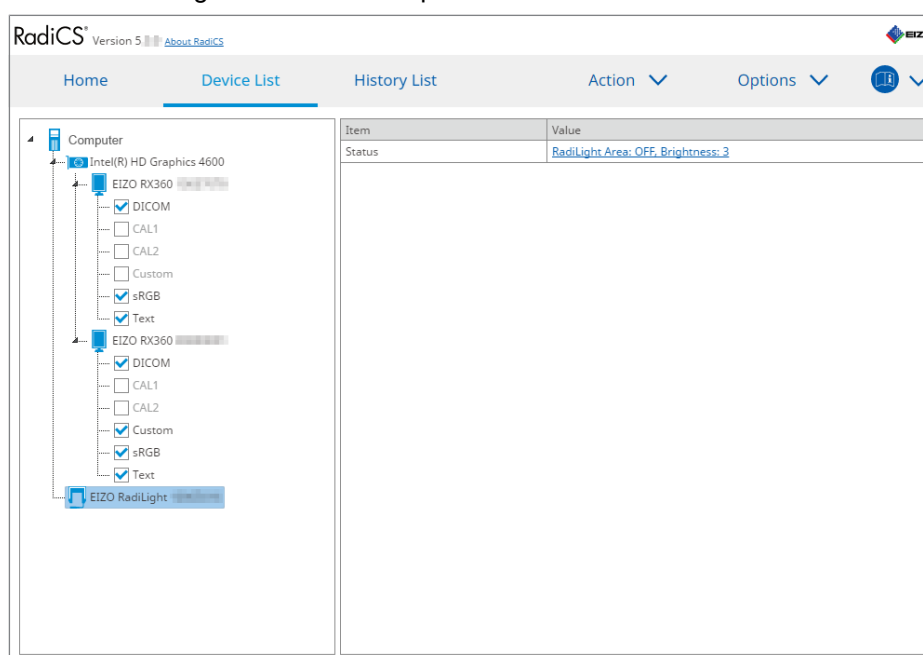 RadiCS® Version 5 About RadiCS
EIZ
Home Device List History List Action Options
Computer
Intel(R) HD Graphics 4600
EIZO RX360
DICOM
CAL1
CAL2
Custom
sRGB
Text
EIZO RX360
DICOM
CAL1
CAL2
Custom
sRGB
Text
EIZO RadiLight
Item Value
Status RadiLight Area: OFF, Brightness: 3